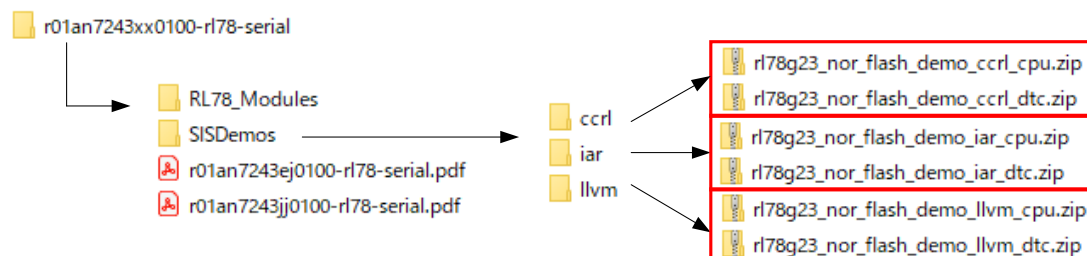 r01an7243xx0100-rl78-serial
RL78_Modules
SISDemos
r01an7243ej0100-rl78-serial.pdf
r01an7243jj0100-rl78-serial.pdf
ccrl
iar
llvm
rl78g23_nor_flash_demo_ccrl_cpu.zip
rl78g23_nor_flash_demo_ccrl_dtc.zip
rl78g23_nor_flash_demo_iar_cpu.zip
rl78g23_nor_flash_demo_iar_dtc.zip
rl78g23_nor_flash_demo_llvm_cpu.zip
rl78g23_nor_flash_demo_llvm_dtc.zip